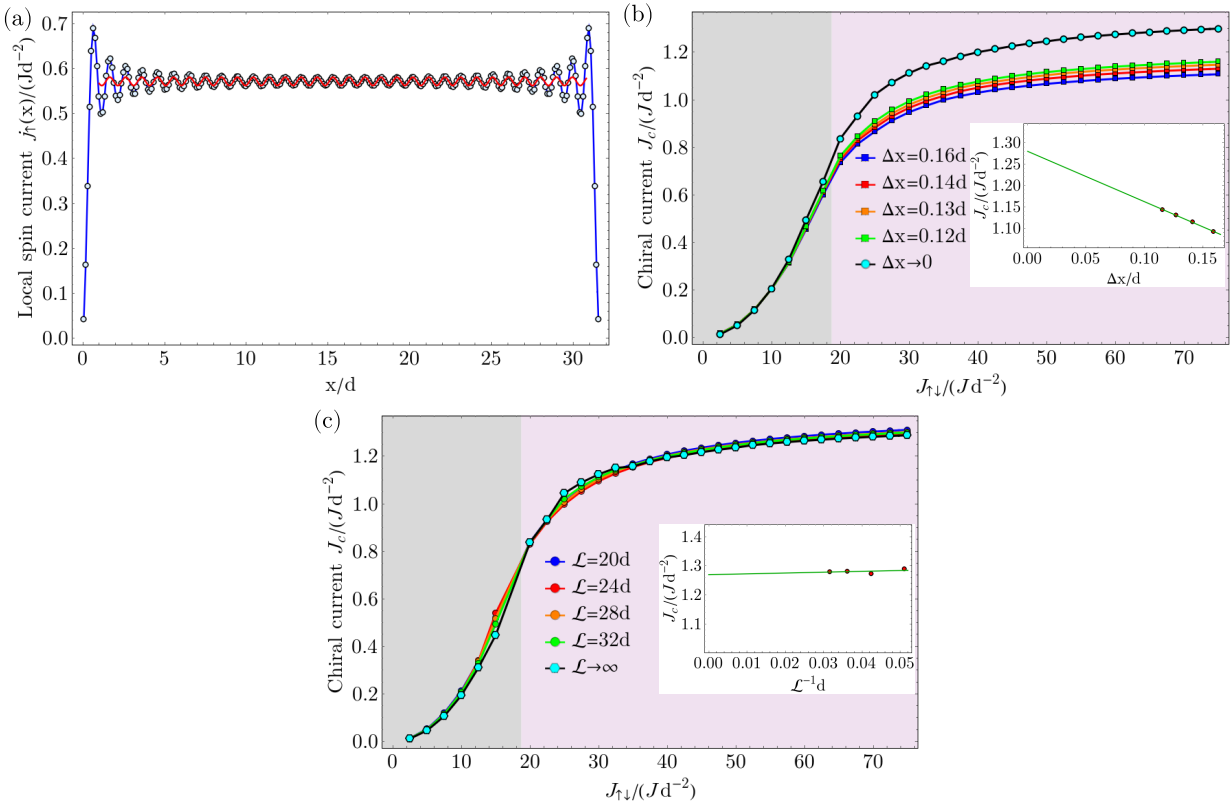 (a)
Local spin current j↑(x)/(Jd⁻²)
0.7
0.6
0.5
0.4
0.3
0.2
0.1
0.0
0 5 10 15 20 25 30
x/d
(b)
Chiral current J_c/(Jd⁻²)
1.2
1.0
0.8
0.6
0.4
0.2
0.0
Δx=0.16d
Δx=0.14d
Δx=0.13d
Δx=0.12d
Δx→0
J_c/(Jd⁻²)
1.30
1.25
1.20
1.15
1.10
0.00 0.05 0.10 0.15
Δx/d
0 10 20 30 40 50 60 70
J↑↓/(Jd⁻²)
(c)
Chiral current J_c/(Jd⁻²)
1.2
1.0
0.8
0.6
0.4
0.2
0.0
ℒ=20d
ℒ=24d
ℒ=28d
ℒ=32d
ℒ→∞
J_c/(Jd⁻²)
1.4
1.3
1.2
1.1
0.00 0.01 0.02 0.03 0.04 0.05
ℒ⁻¹d
0 10 20 30 40 50 60 70
J↑↓/(Jd⁻²)